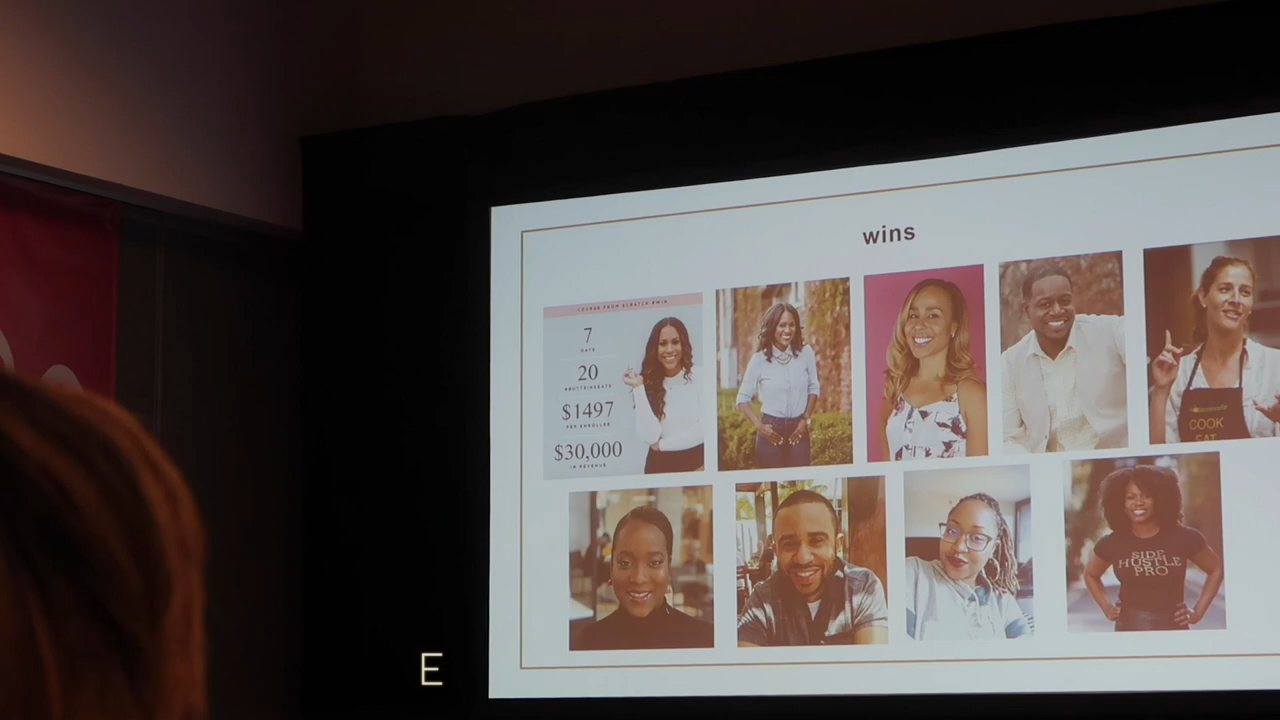 wins
COURSE FROM SCRATCH #WIN
7
DAYS
20
$1497
PER ENROLLEE
$30,000
IN REVENUE
COOK
EAT
SIDE
HUSTLE
PRO
E